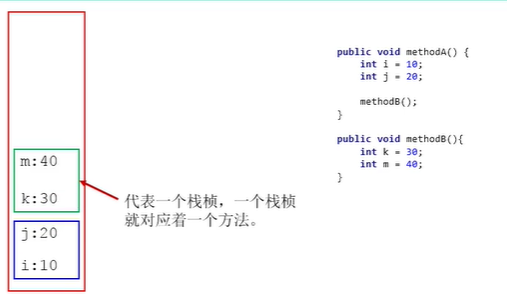 m:40
k:30
j:20
i:10
代表一个栈桢，一个栈桢
就对应着一个方法。
public void methodA() {
int i = 10;
int j = 20;
methodB();
}
public void methodB(){
int k = 30;
int m = 40;
}